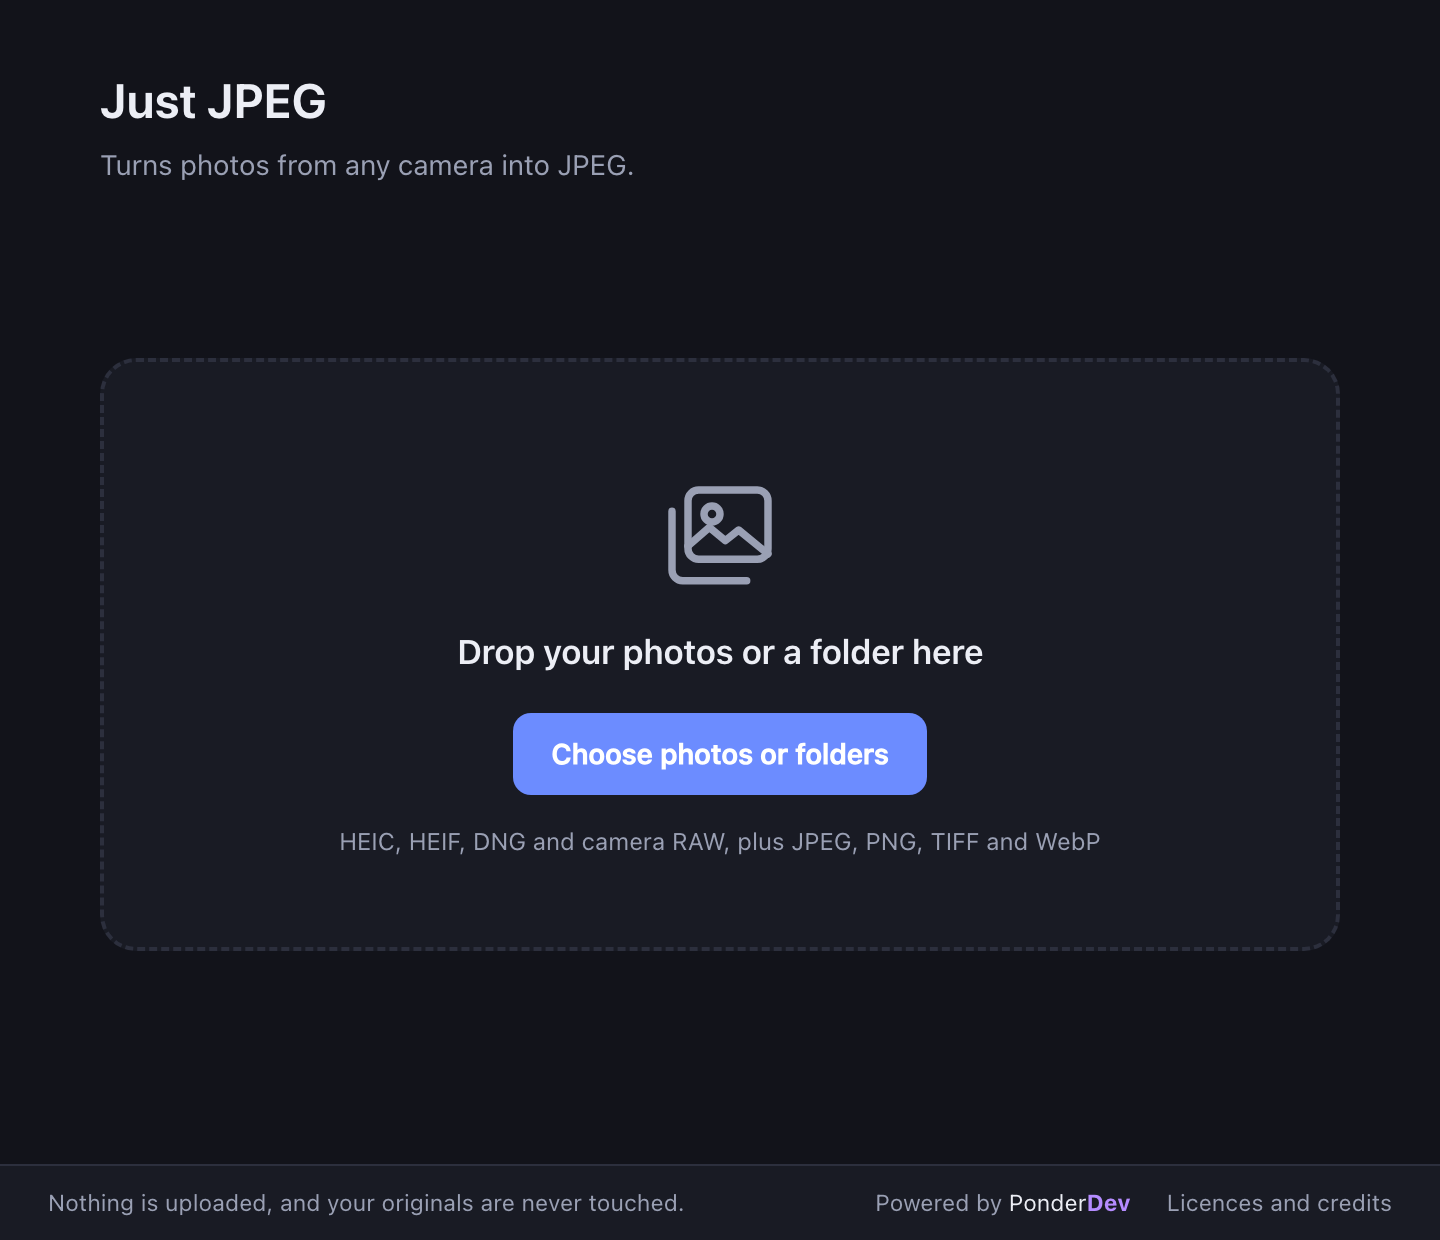 Just JPEG
Turns photos from any camera into JPEG.
Drop your photos or a folder here
Choose photos or folders
HEIC, HEIF, DNG and camera RAW, plus JPEG, PNG, TIFF and WebP
Nothing is uploaded, and your originals are never touched.
Powered by PonderDev
Licences and credits